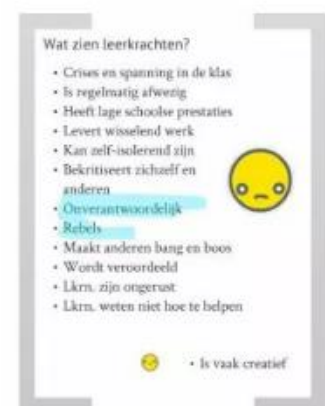 Wat zien leerkrachten?
• Crises en spanning in de klas
• Is regelmatig afwezig
• Heeft lage schoolse prestaties
• Levert wisselend werk
• Kan zelf-isolerend zijn
• Bekritiseert zichzelf en
anderen
• Onverantwoordelijk
• Rebels
• Maakt anderen bang en boos
• Wordt veroordeeld
• Lkrn. zijn ongerust
• Lkrn. weten niet hoe te helpen
• Is vaak creatief